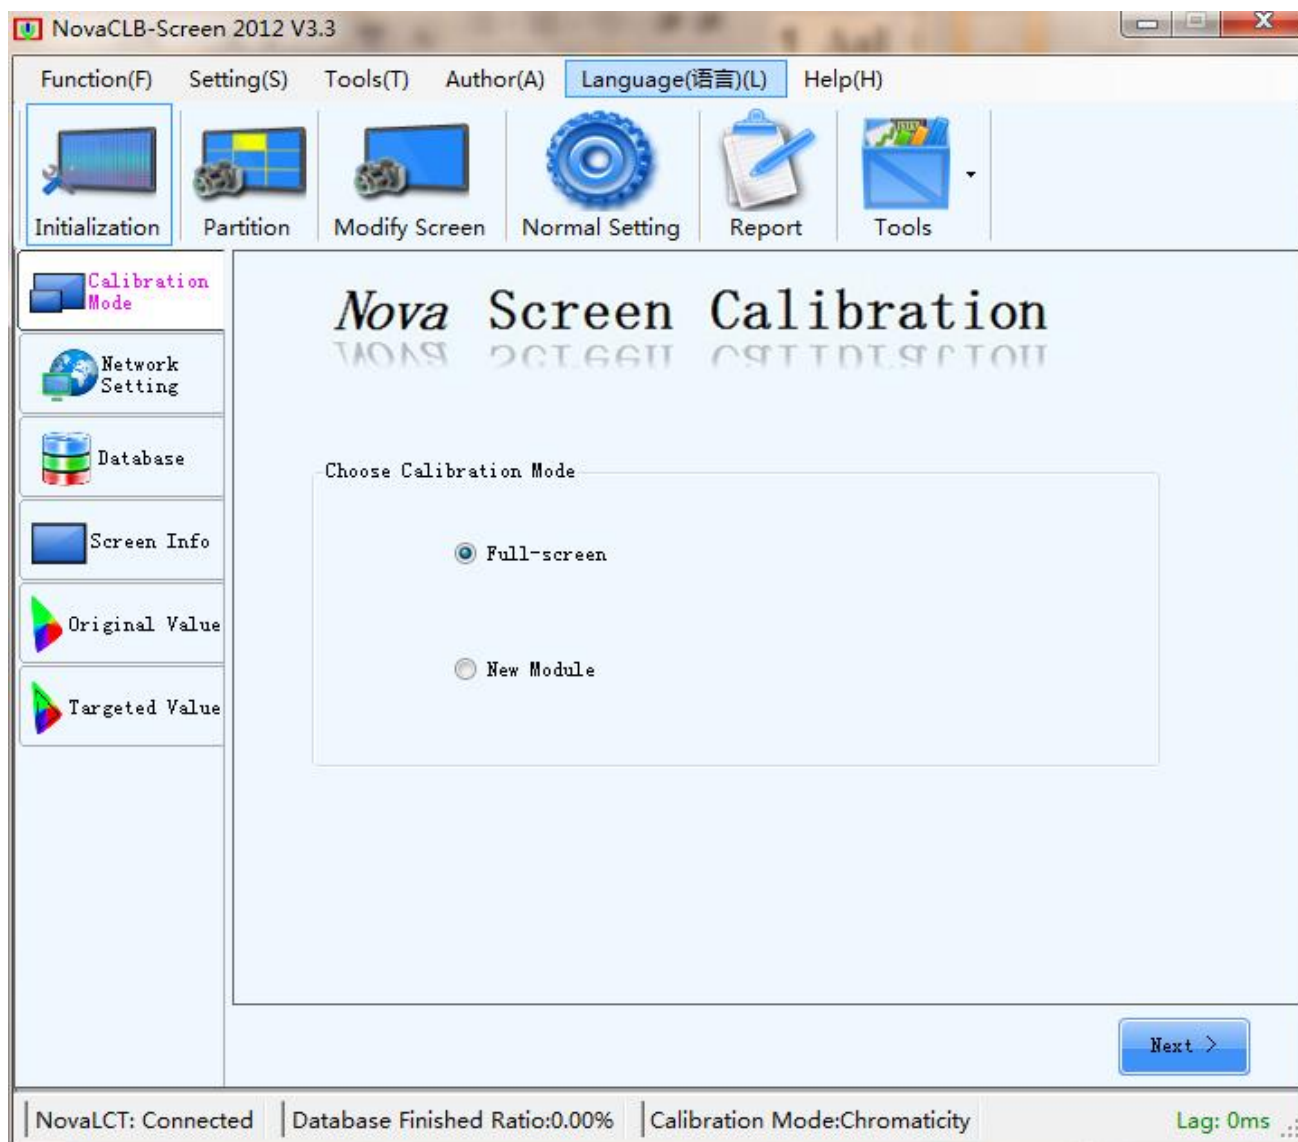 NovaCLB-Screen 2012 V3.3
Function(F) Setting(S) Tools(T) Author(A) Language(语言)(L) Help(H)
Initialization Partition Modify Screen Normal Setting Report Tools
Calibration
Mode
Network
Setting
Database
Screen Info
Original Value
Targeted Value
Nova Screen Calibration
Choose Calibration Mode
Full-screen
New Module
Next >
NovaLCT: Connected Database Finished Ratio:0.00% Calibration Mode:Chromaticity Lag: 0ms